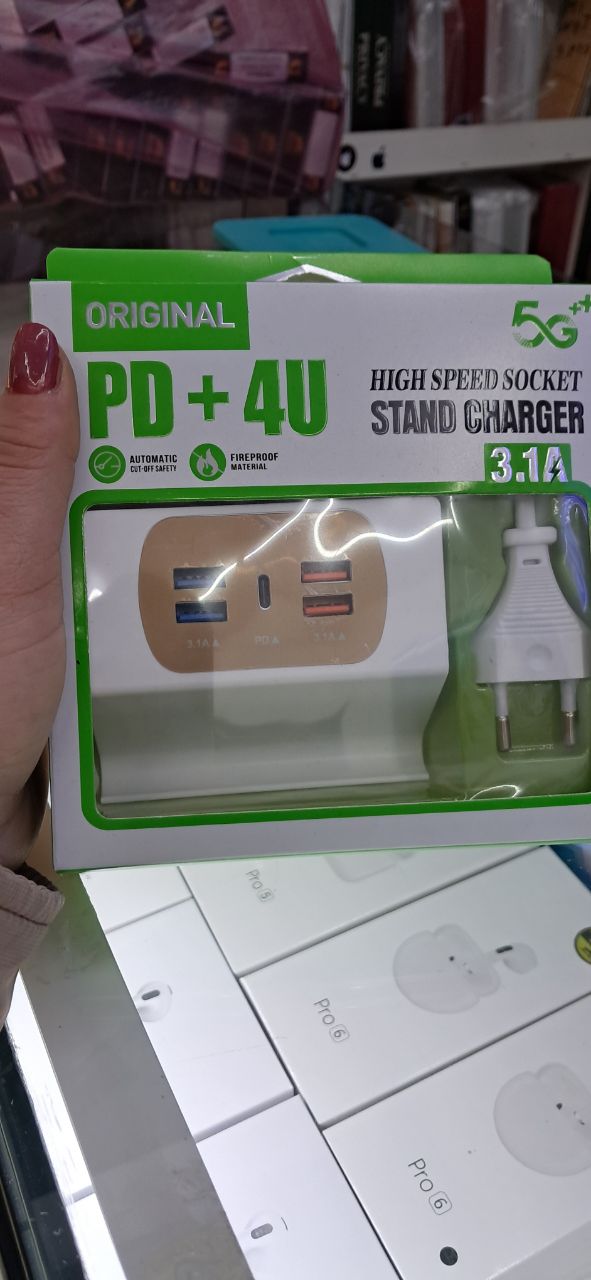 ORIGINAL
5G++
PD + 4U
HIGH SPEED SOCKET
STAND CHARGER
AUTOMATIC
CUT-OFF SAFETY
FIREPROOF
MATERIAL
3.1A
3.1A
PD
3.1A
Pro 5
Pro 6
Pro 6